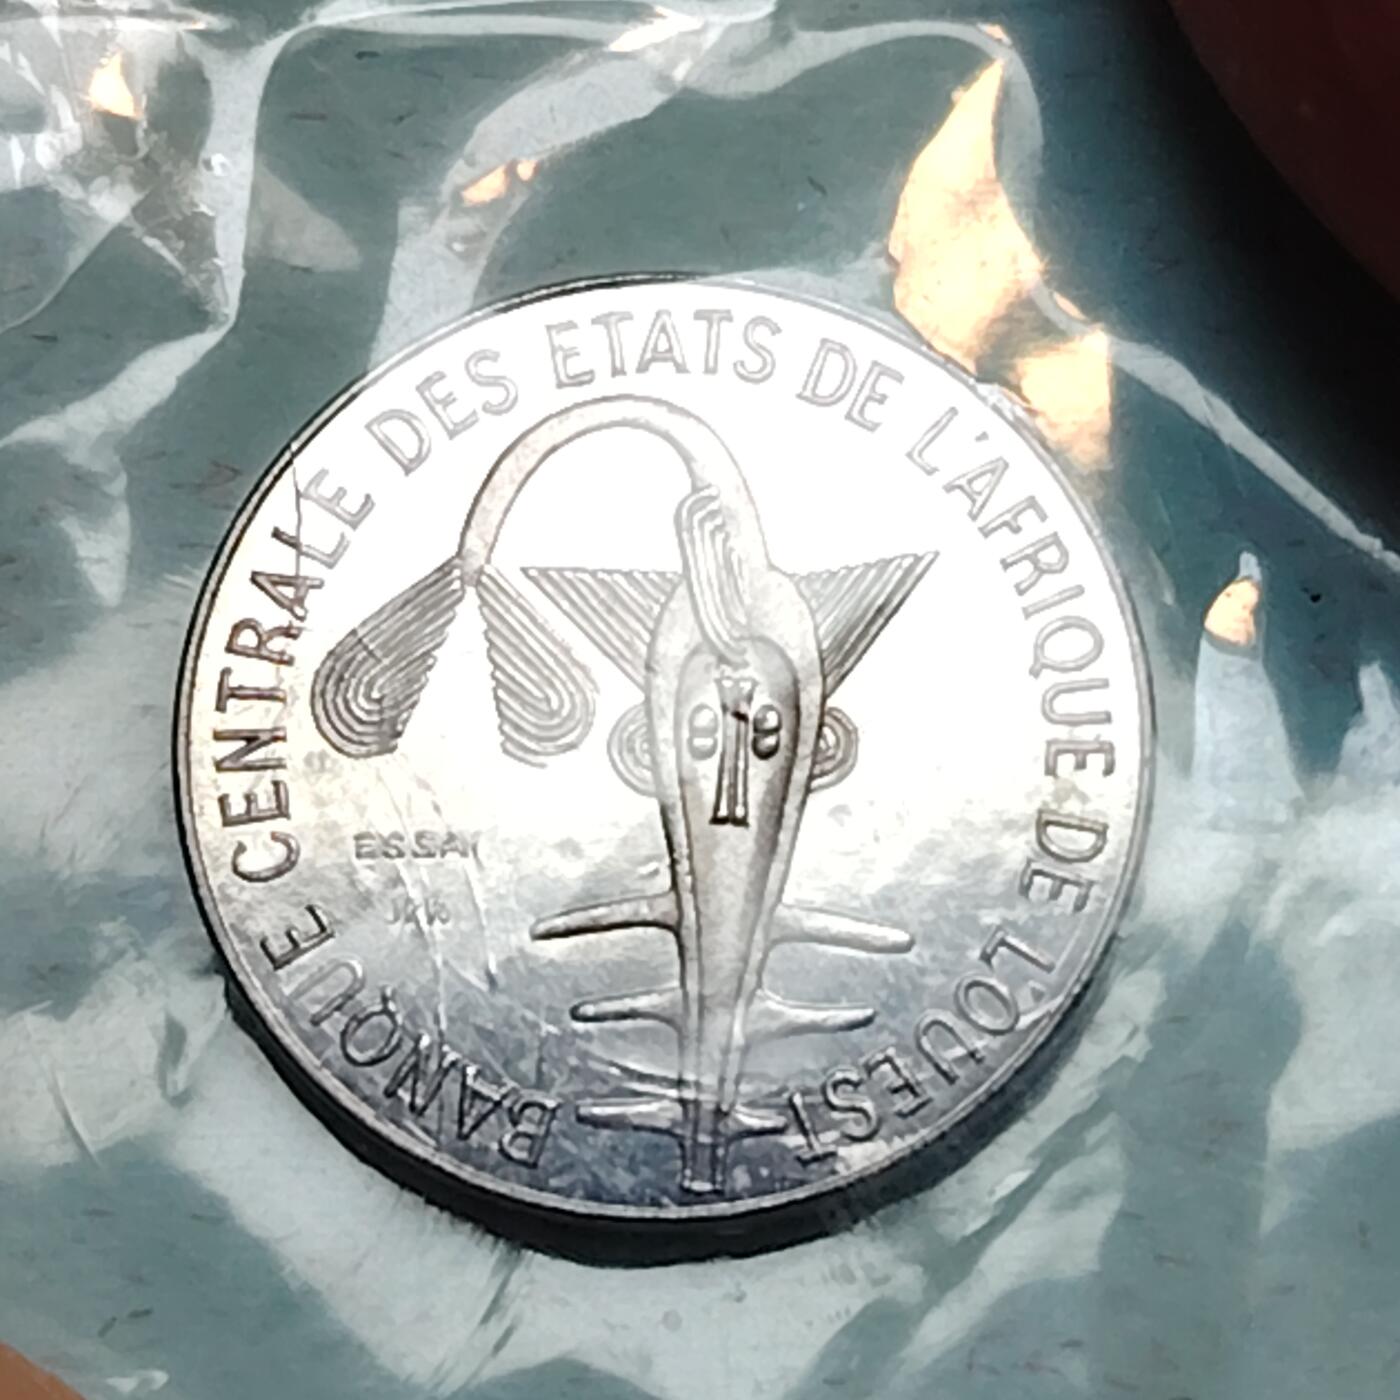 BANQUE CENTRALE DES ETATS DE L'AFRIQUE DE L'OUEST
ESSAI